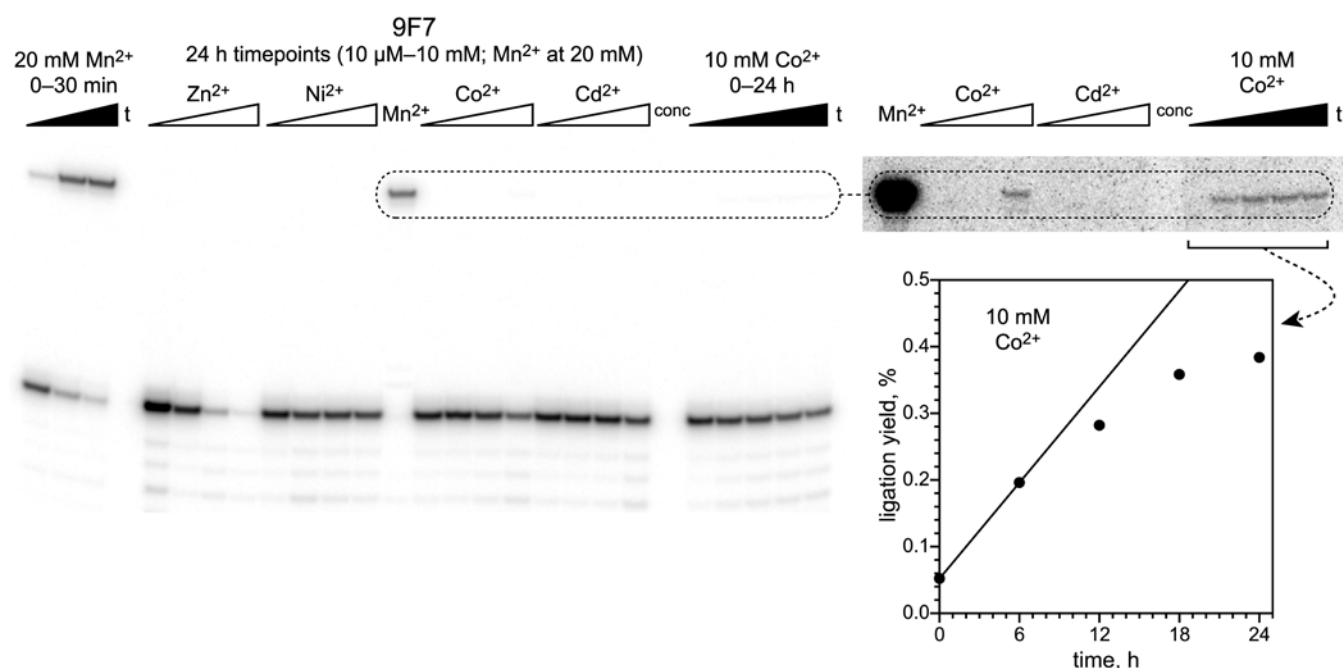 9F7
20 mM Mn²⁺
0–30 min
24 h timepoints (10 µM–10 mM; Mn²⁺ at 20 mM)
10 mM Co²⁺
0–24 h
10 mM
Co²⁺
t
Zn²⁺
Ni²⁺
Mn²⁺
Co²⁺
Cd²⁺
conc
t
Mn²⁺
Co²⁺
Cd²⁺
conc
t
10 mM
Co²⁺
ligation yield, %
0.5
0.4
0.3
0.2
0.1
0.0
0 6 12 18 24
time, h